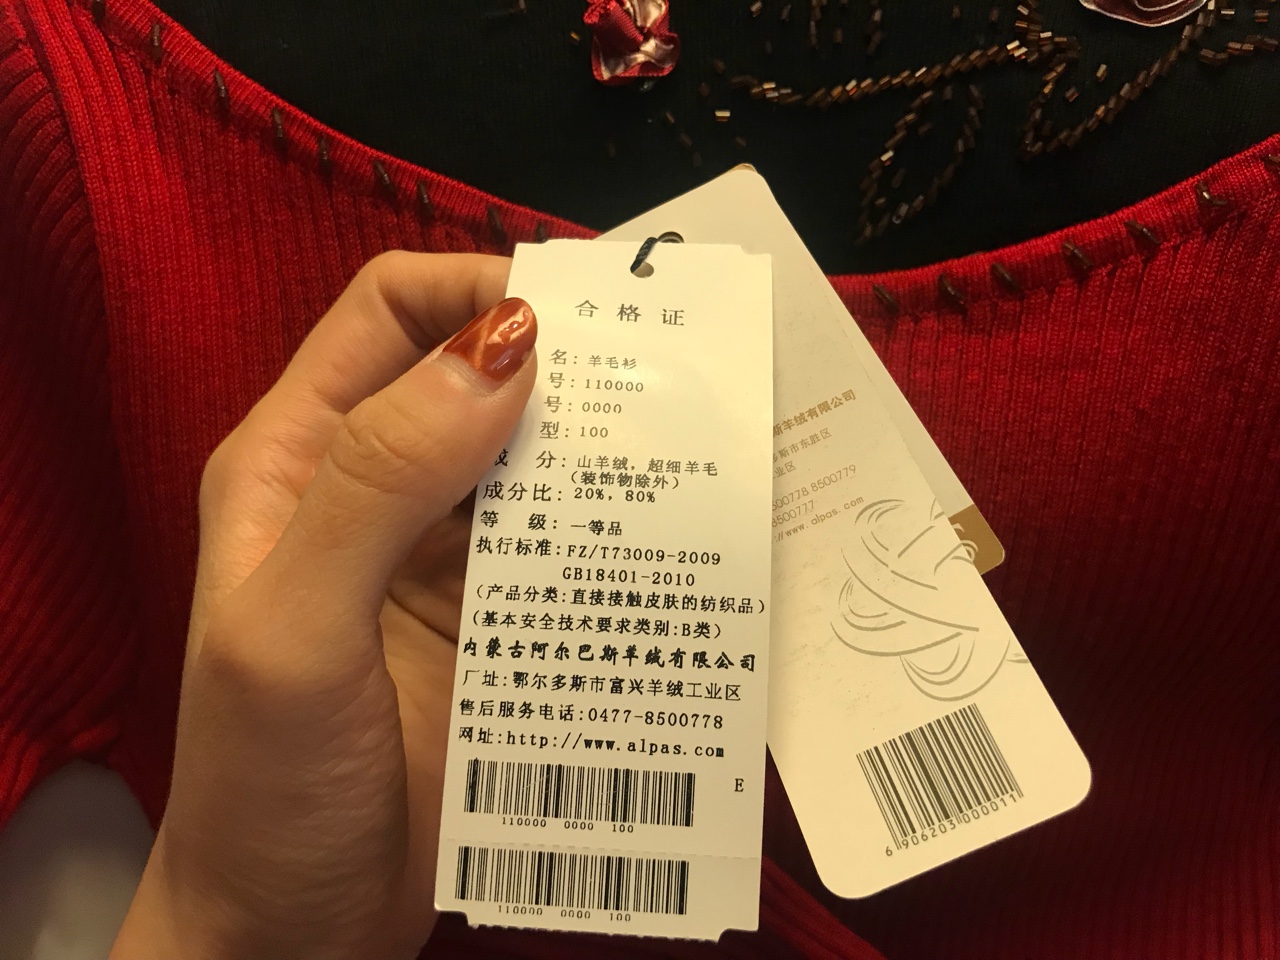 合格证
名：羊毛衫
号：110000
号：0000
型：100
成 分：山羊绒，超细羊毛
（装饰物除外）
成分比：20%，80%
等 级：一等品
执行标准：FZ/T73009-2009
GB18401-2010
（产品分类：直接接触皮肤的纺织品）
（基本安全技术要求类别：B类）
内蒙古阿尔巴斯羊绒有限公司
厂址：鄂尔多斯市富兴羊绒工业区
售后服务电话：0477-8500778
网址：http://www.alpas.com
E
110000 0000 100
110000 0000 100
斯羊绒有限公司
多斯市东胜区
业区
8500778 8500779
8500777
://www.alpas.com
6 906203 000011